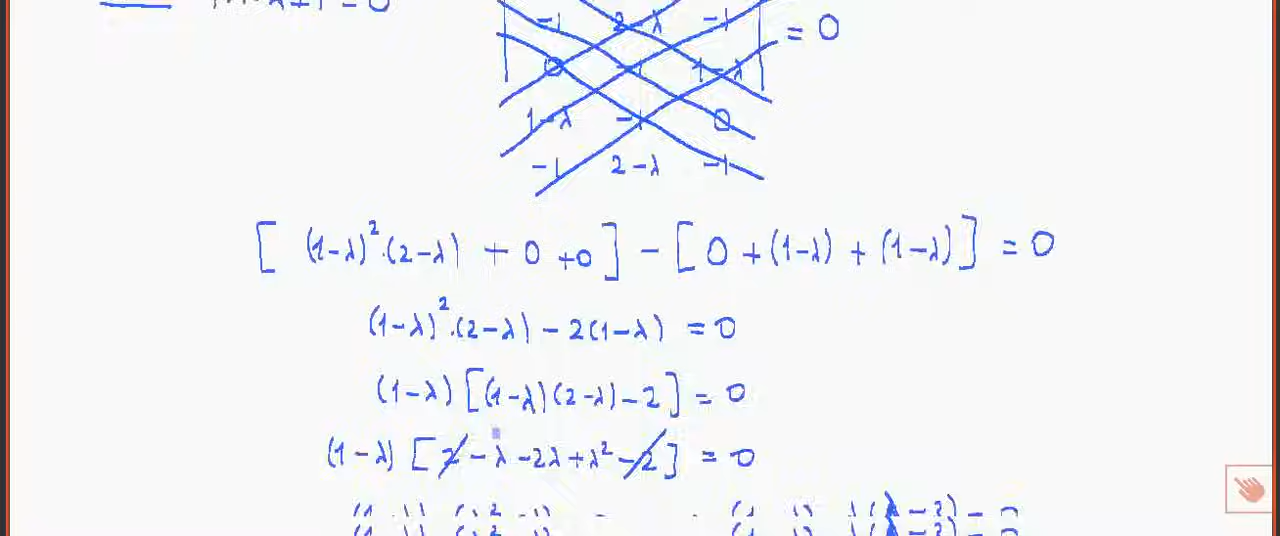 -1 2-λ -1
= 0
0 -1 1-λ
1-λ -1 0
-1 2-λ -1
[ (1-λ)²·(2-λ) + 0 +0 ] - [ 0 + (1-λ) + (1-λ) ] = 0
(1-λ)²·(2-λ) - 2(1-λ) = 0
(1-λ) [ (1-λ)(2-λ) - 2 ] = 0
(1-λ) [ 2 - λ - 2λ + λ² - 2 ] = 0